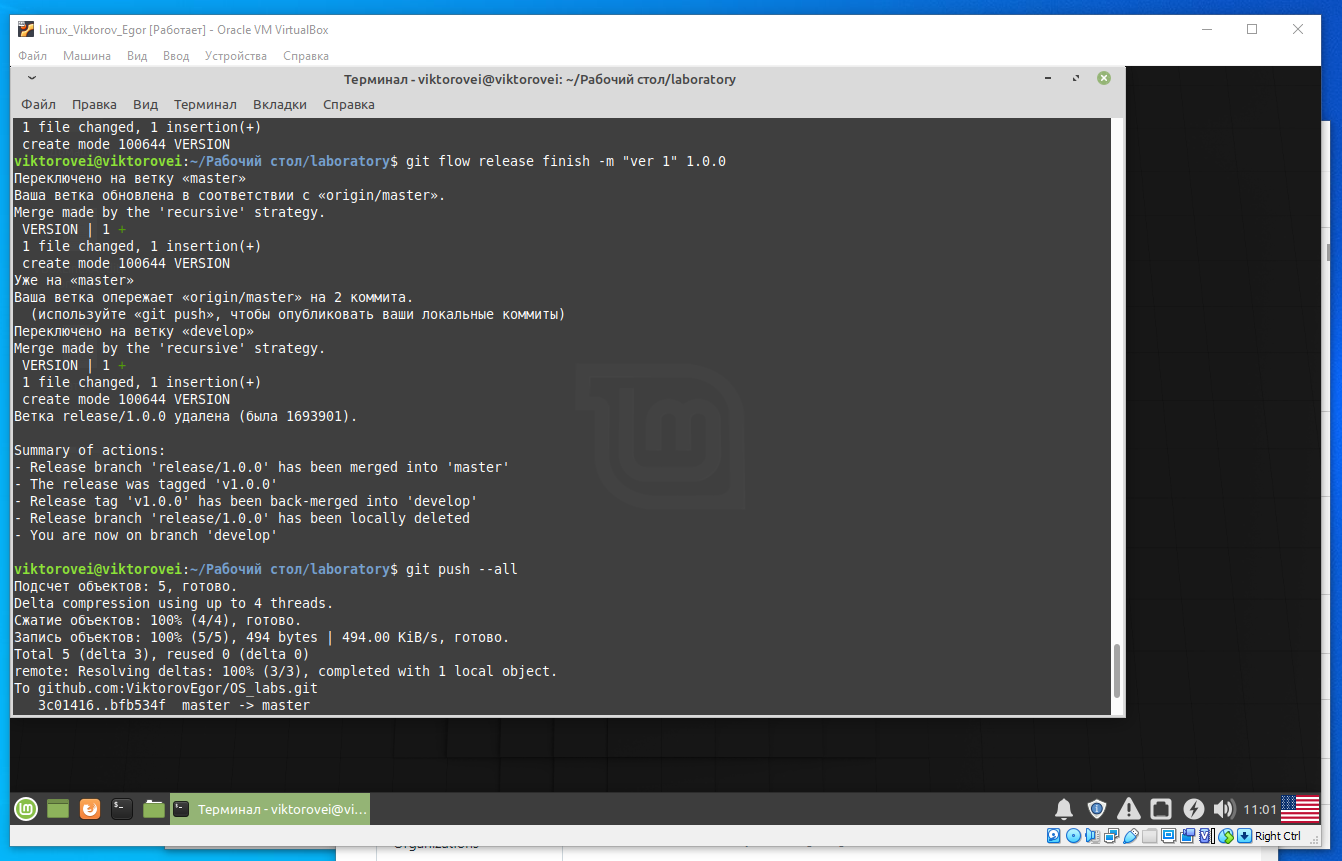 Linux_Viktorov_Egor [Работает] - Oracle VM VirtualBox
Файл Машина Вид Ввод Устройства Справка
Терминал - viktorovei@viktorovei: ~/Рабочий стол/laboratory
Файл Правка Вид Терминал Вкладки Справка
1 file changed, 1 insertion(+)
create mode 100644 VERSION
viktorovei@viktorovei:~/Рабочий стол/laboratory$ git flow release finish -m "ver 1" 1.0.0
Переключено на ветку «master»
Ваша ветка обновлена в соответствии с «origin/master».
Merge made by the 'recursive' strategy.
VERSION | 1 +
1 file changed, 1 insertion(+)
create mode 100644 VERSION
Уже на «master»
Ваша ветка опережает «origin/master» на 2 коммита.
(используйте «git push», чтобы опубликовать ваши локальные коммиты)
Переключено на ветку «develop»
Merge made by the 'recursive' strategy.
VERSION | 1 +
1 file changed, 1 insertion(+)
create mode 100644 VERSION
Ветка release/1.0.0 удалена (была 1693901).
Summary of actions:
- Release branch 'release/1.0.0' has been merged into 'master'
- The release was tagged 'v1.0.0'
- Release tag 'v1.0.0' has been back-merged into 'develop'
- Release branch 'release/1.0.0' has been locally deleted
- You are now on branch 'develop'
viktorovei@viktorovei:~/Рабочий стол/laboratory$ git push --all
Подсчет объектов: 5, готово.
Delta compression using up to 4 threads.
Сжатие объектов: 100% (4/4), готово.
Запись объектов: 100% (5/5), 494 bytes | 494.00 KiB/s, готово.
Total 5 (delta 3), reused 0 (delta 0)
remote: Resolving deltas: 100% (3/3), completed with 1 local object.
To github.com:ViktorovEgor/OS_labs.git
3c01416..bfb534f master -> master
Терминал - viktorovei@vi...
11:01
Right Ctrl